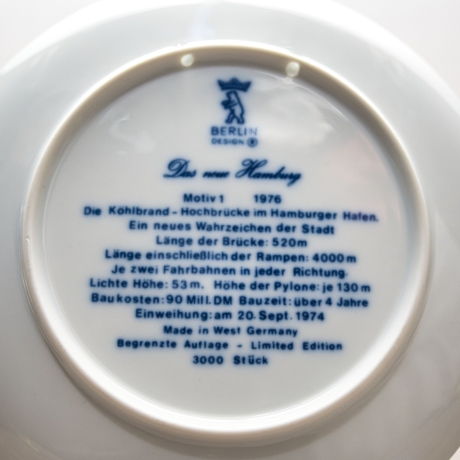 BERLIN
DESIGN ®
Das neue Hamburg
Motiv 1 1976
Die Köhlbrand - Hochbrücke im Hamburger Hafen.
Ein neues Wahrzeichen der Stadt
Länge der Brücke: 520m
Länge einschließlich der Rampen: 4000m
Je zwei Fahrbahnen in jeder Richtung.
Lichte Höhe: 53 m. Höhe der Pylone: je 130 m
Baukosten: 90 Mill. DM Bauzeit: über 4 Jahre
Einweihung: am 20. Sept. 1974
Made in West Germany
Begrenzte Auflage - Limited Edition
3000 Stück